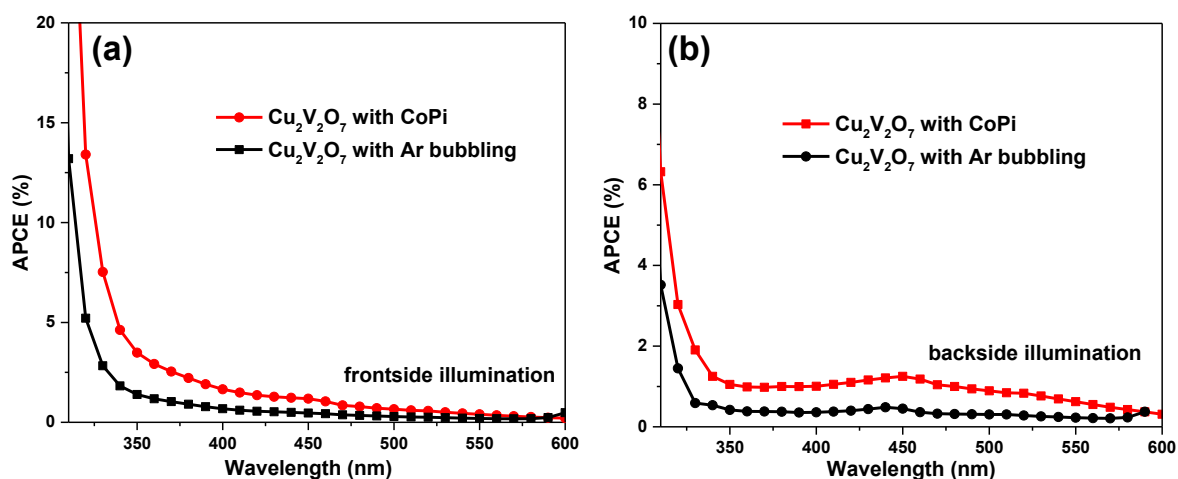 (a)
20
15
10
5
0
APCE (%)
Cu₂V₂O₇ with CoPi
Cu₂V₂O₇ with Ar bubbling
frontside illumination
350 400 450 500 550 600
Wavelength (nm)
(b)
10
8
6
4
2
0
APCE (%)
Cu₂V₂O₇ with CoPi
Cu₂V₂O₇ with Ar bubbling
backside illumination
350 400 450 500 550 600
Wavelength (nm)